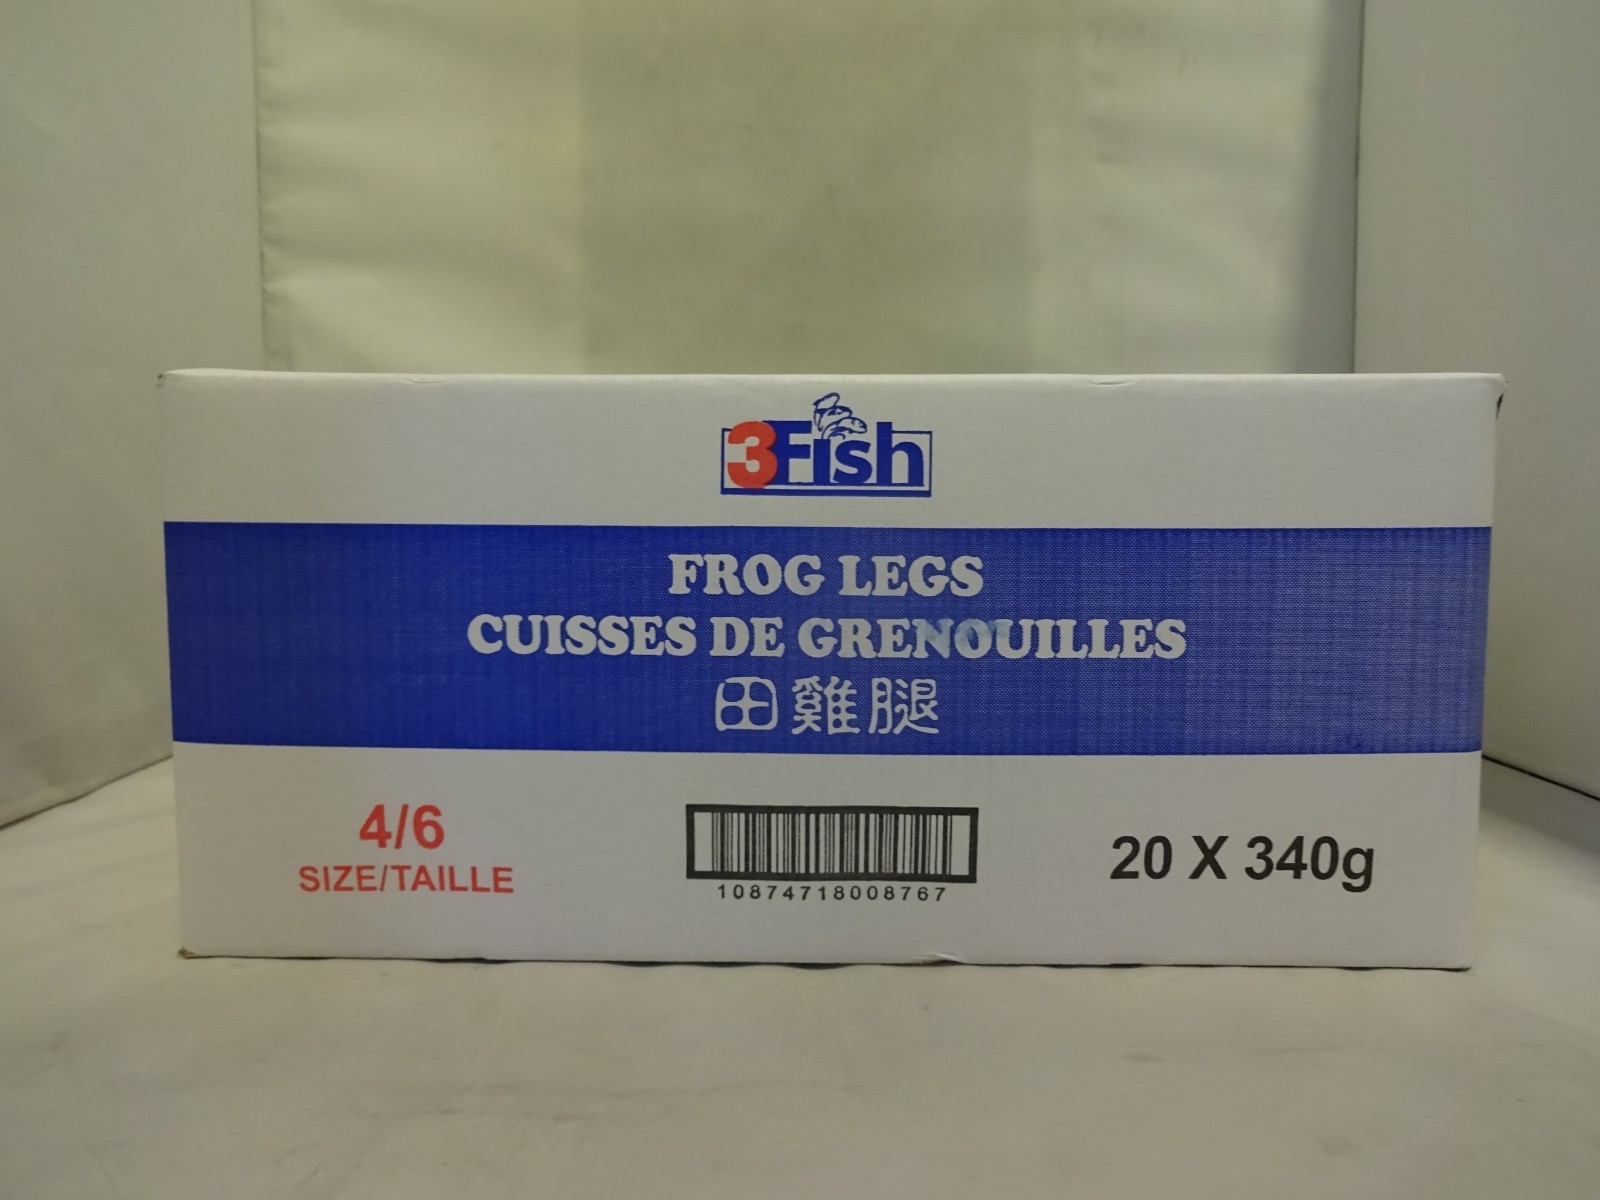 3Fish
FROG LEGS
CUISSES DE GRENOUILLES
田雞腿
4/6
SIZE/TAILLE
10874718008767
20 X 340g